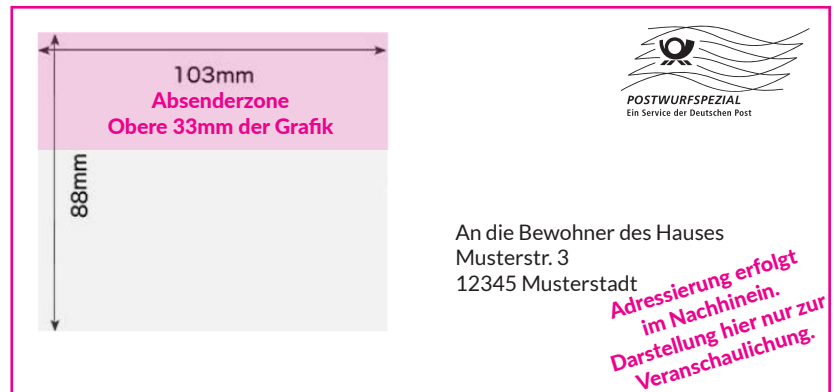 103mm
Absenderzone
Obere 33mm der Grafik
88mm
POSTWURFSPEZIAL
Ein Service der Deutschen Post
An die Bewohner des Hauses
Musterstr. 3
12345 Musterstadt
Adressierung erfolgt
im Nachhinein.
Darstellung hier nur zur
Veranschaulichung.